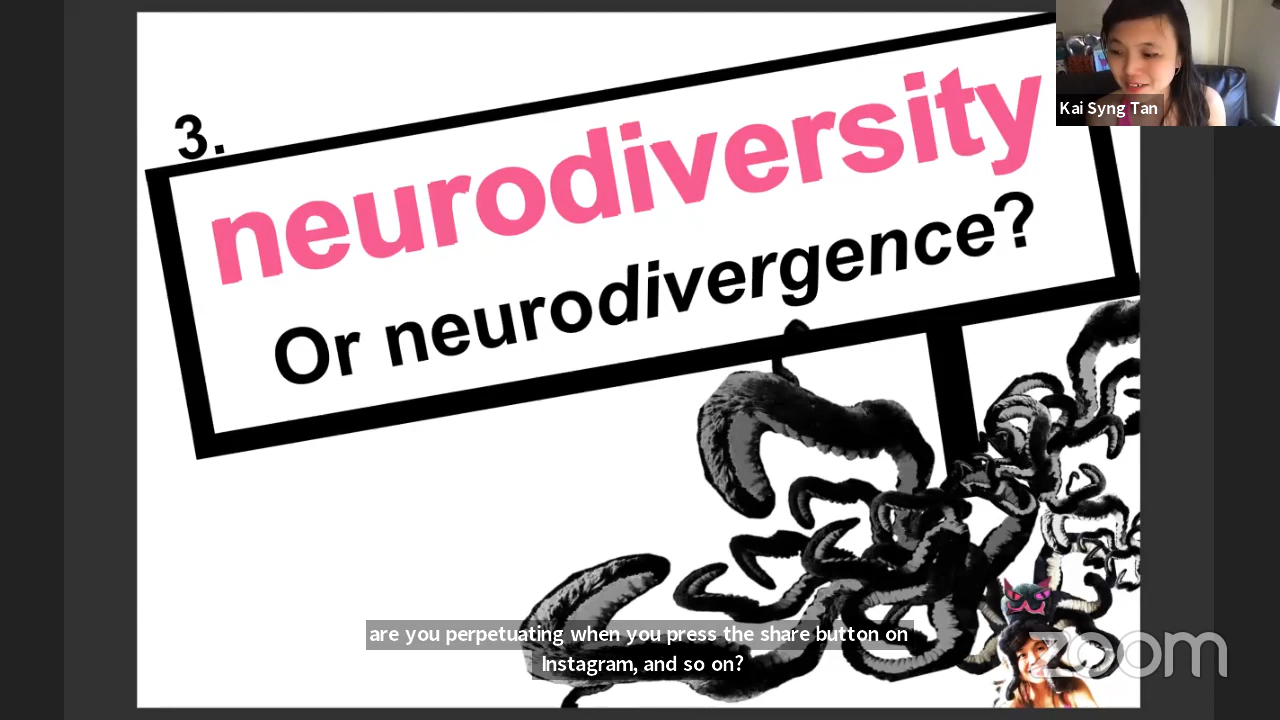 3.
neurodiversity
Or neurodivergence?
Kai Syng Tan
are you perpetuating when you press the share button on
Instagram, and so on?
zoom